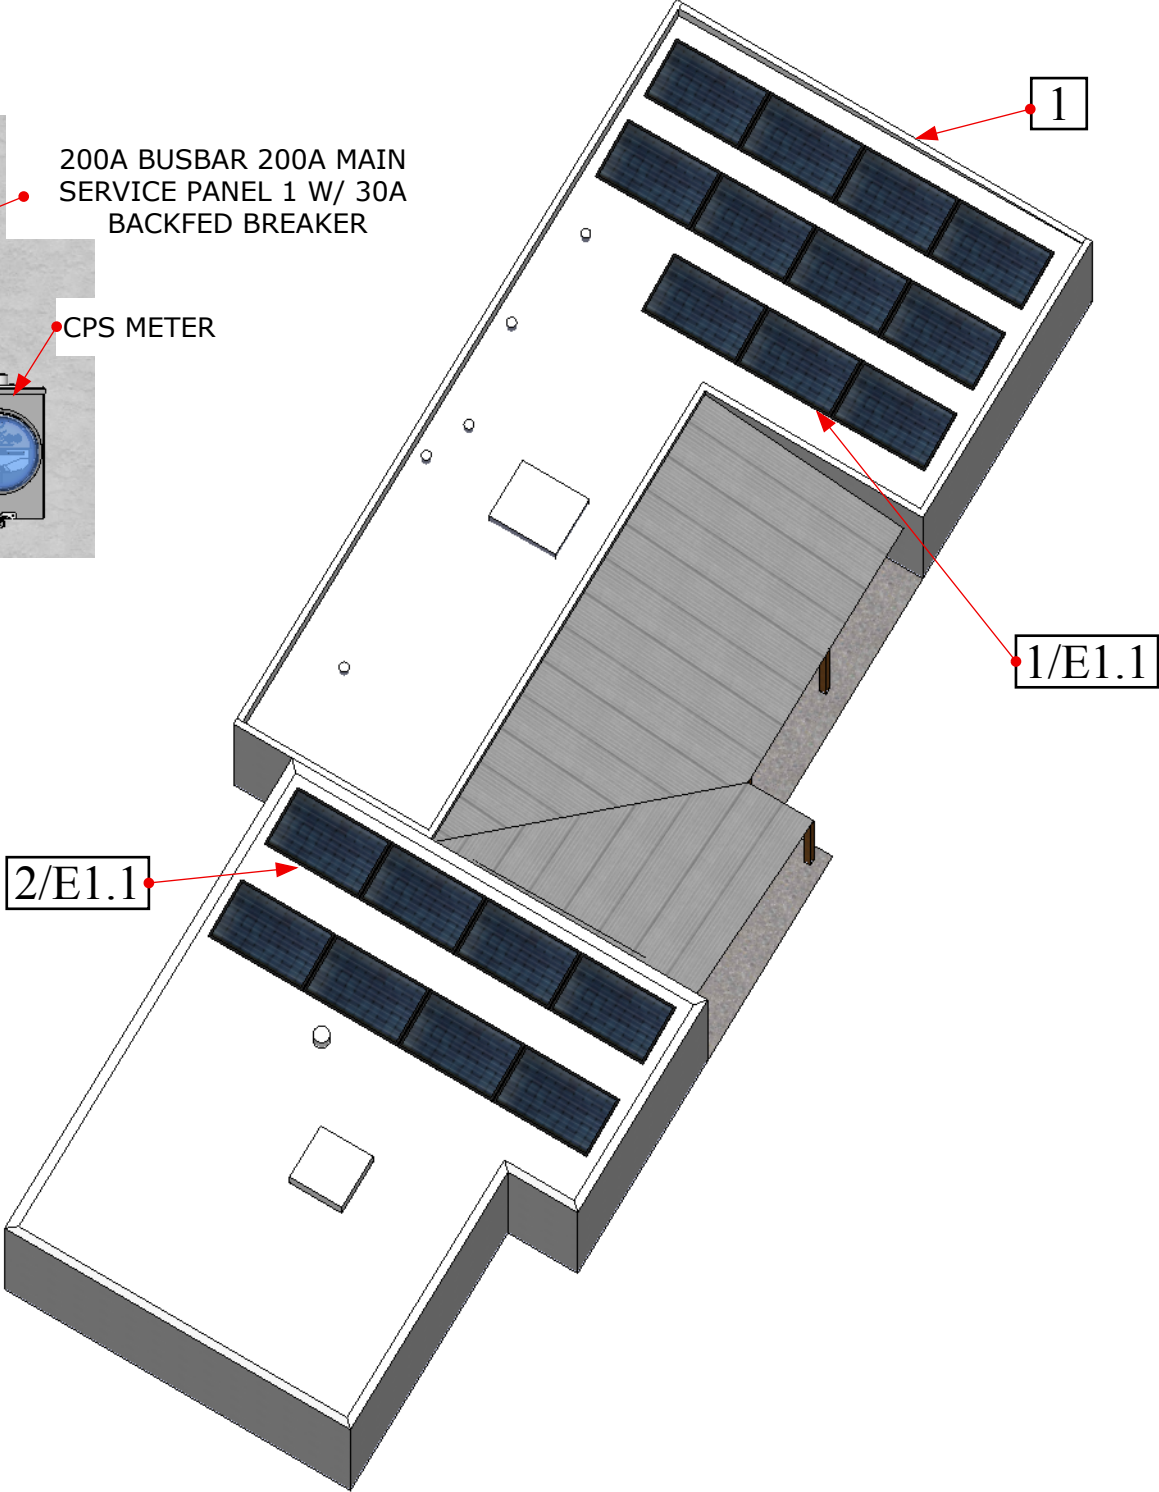 1
200A BUSBAR 200A MAIN
SERVICE PANEL 1 W/ 30A
BACKFED BREAKER
CPS METER
1/E1.1
2/E1.1